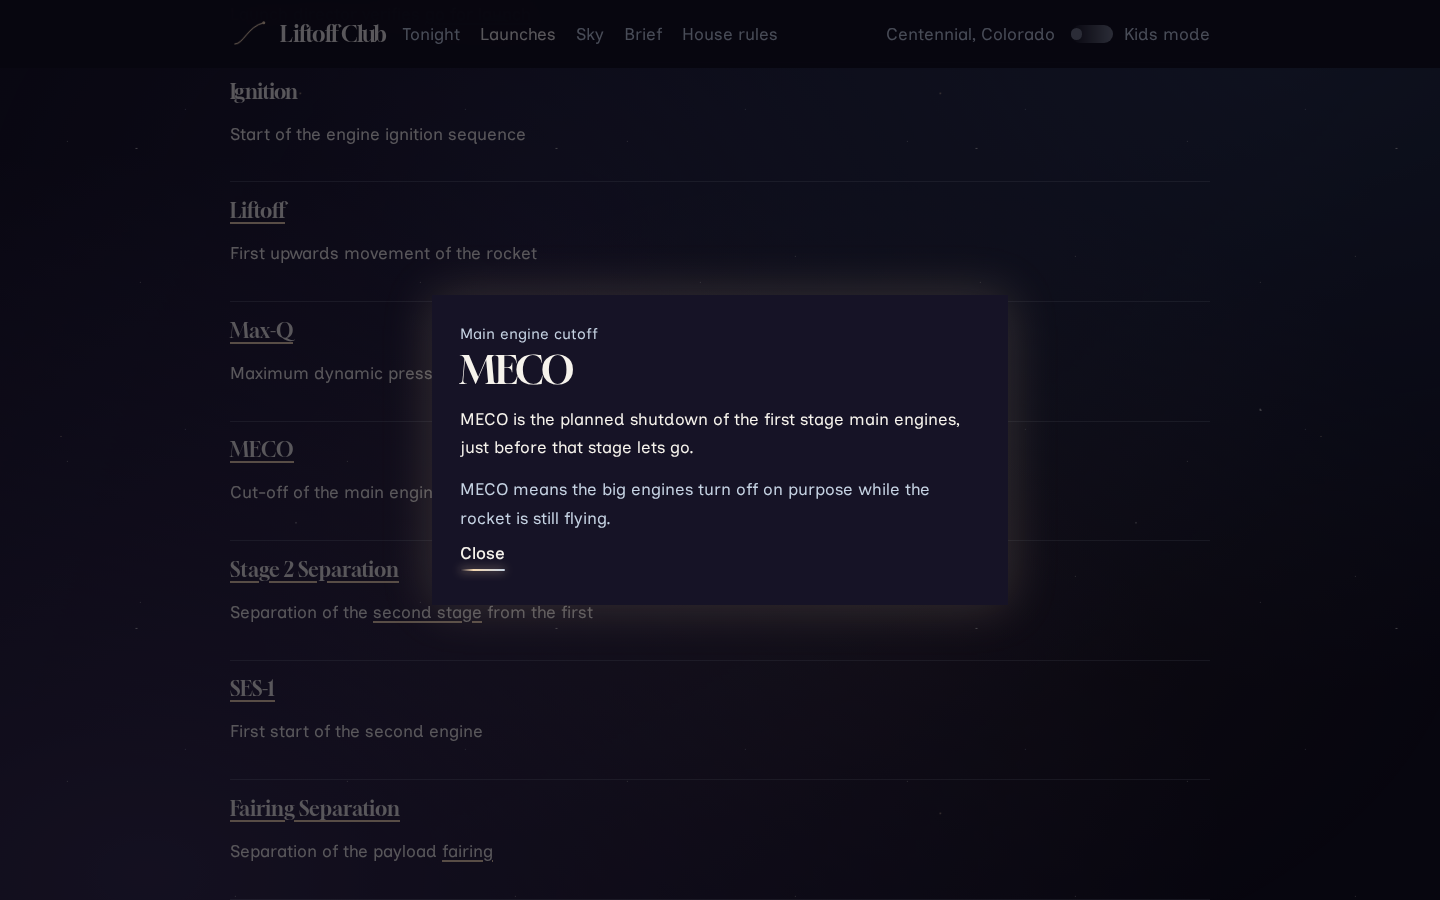 Liftoff Club Tonight Launches Sky Brief House rules Centennial, Colorado Kids mode
Ignition
Start of the engine ignition sequence
Liftoff
First upwards movement of the rocket
Max-Q
Maximum dynamic press
MECO
Cut-off of the main engin
Main engine cutoff
MECO
MECO is the planned shutdown of the first stage main engines,
just before that stage lets go.
MECO means the big engines turn off on purpose while the
rocket is still flying.
Close
Stage 2 Separation
Separation of the second stage from the first
SES-1
First start of the second engine
Fairing Separation
Separation of the payload fairing